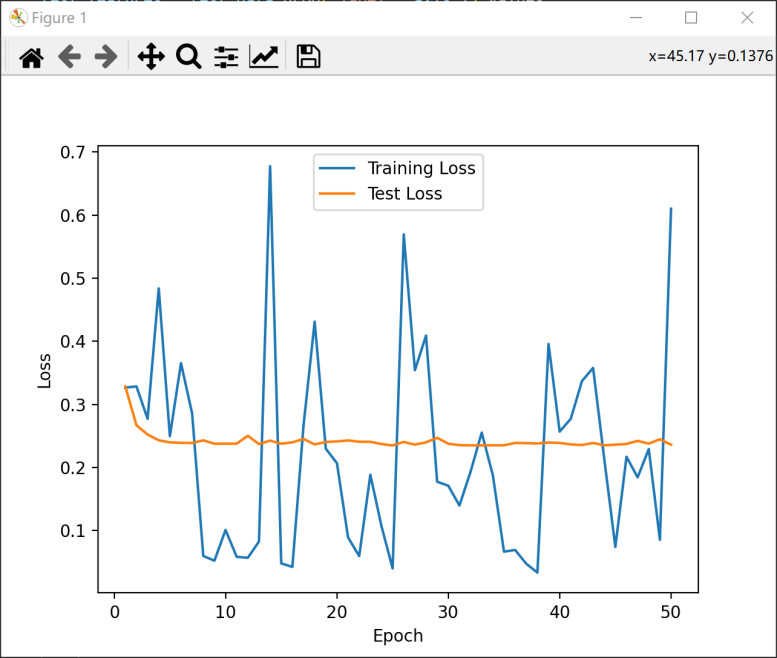 Figure 1
x=45.17 y=0.1376
0.7
0.6
0.5
0.4
0.3
0.2
0.1
Loss
Training Loss
Test Loss
0 10 20 30 40 50
Epoch